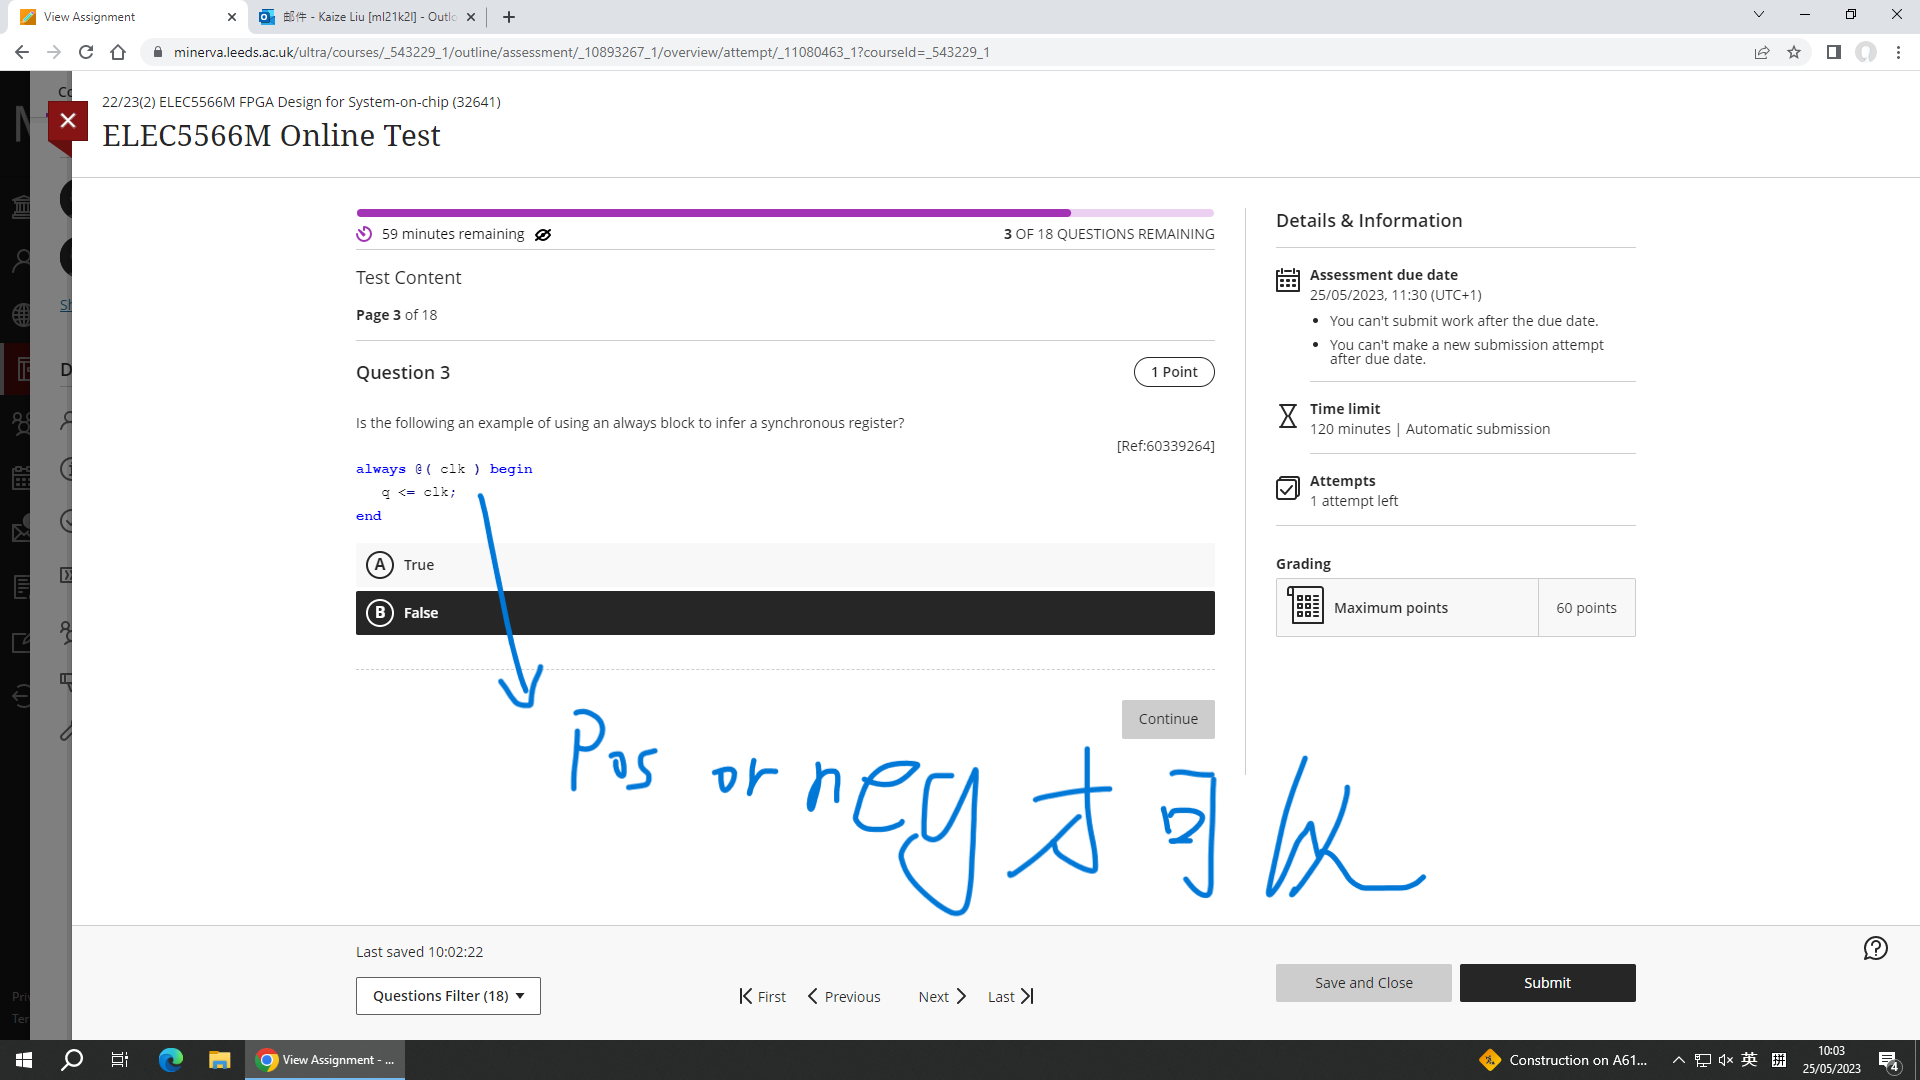 View Assignment
邮件 - Kaize Liu [ml21k2l] - Outlo
minerva.leeds.ac.uk/ultra/courses/_543229_1/outline/assessment/_10893267_1/overview/attempt/_11080463_1?courseId=_543229_1
22/23(2) ELEC5566M FPGA Design for System-on-chip (32641)
ELEC5566M Online Test
59 minutes remaining
3 OF 18 QUESTIONS REMAINING
Test Content
Page 3 of 18
Question 3
1 Point
Is the following an example of using an always block to infer a synchronous register?
[Ref:60339264]
always @( clk ) begin
q <= clk;
end
A True
B False
Continue
Pos or neg 才可以
Details & Information
Assessment due date
25/05/2023, 11:30 (UTC+1)
• You can't submit work after the due date.
• You can't make a new submission attempt
after due date.
Time limit
120 minutes | Automatic submission
Attempts
1 attempt left
Grading
Maximum points
60 points
Last saved 10:02:22
Questions Filter (18)
First
Previous
Next
Last
Save and Close
Submit
View Assignment - ...
Construction on A61...
英
拼
10:03
25/05/2023
4